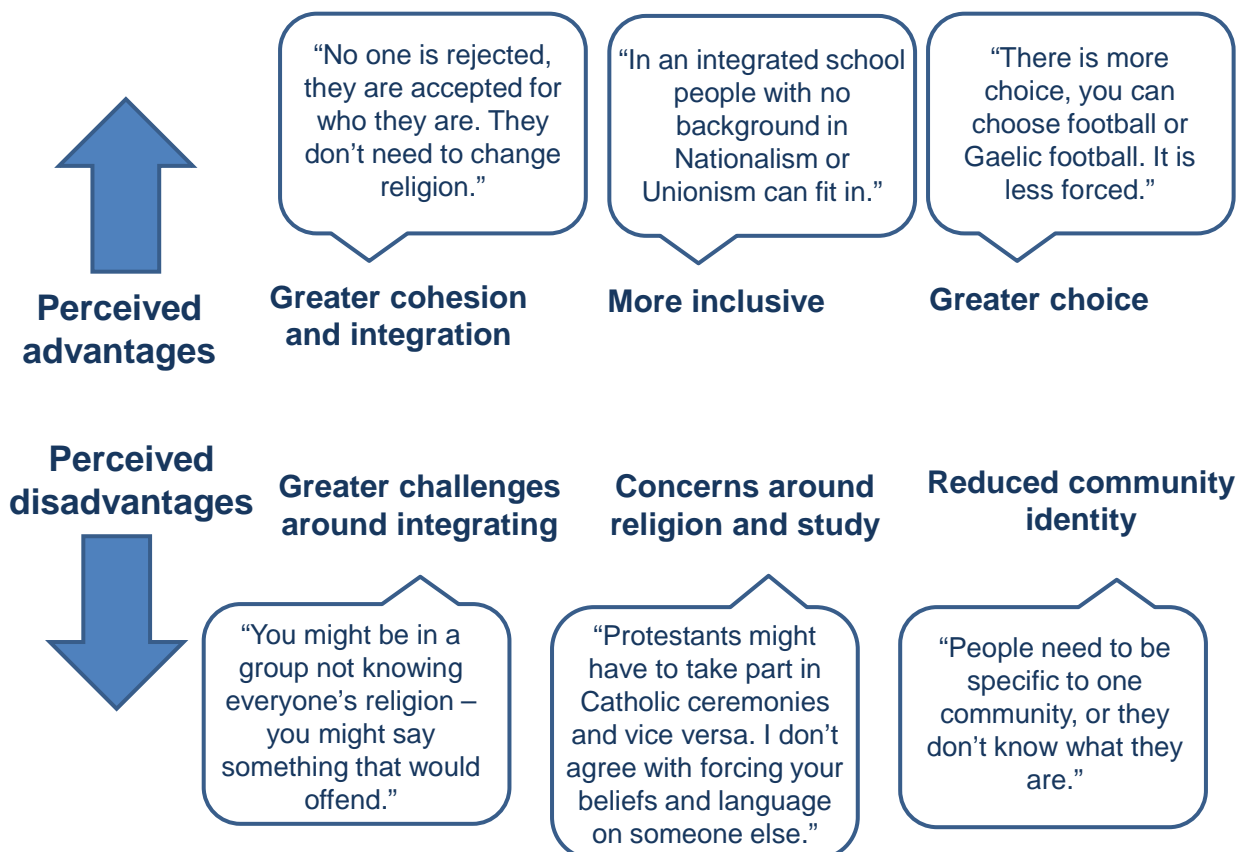 “No one is rejected,
they are accepted for
who they are. They
don’t need to change
religion.”
“In an integrated school
people with no
background in
Nationalism or
Unionism can fit in.”
“There is more
choice, you can
choose football or
Gaelic football. It is
less forced.”
Perceived
advantages
Greater cohesion
and integration
More inclusive
Greater choice
Perceived
disadvantages
Greater challenges
around integrating
Concerns around
religion and study
Reduced community
identity
“You might be in a
group not knowing
everyone’s religion –
you might say
something that would
offend.”
“Protestants might
have to take part in
Catholic ceremonies
and vice versa. I don’t
agree with forcing your
beliefs and language
on someone else.”
“People need to be
specific to one
community, or they
don’t know what they
are.”